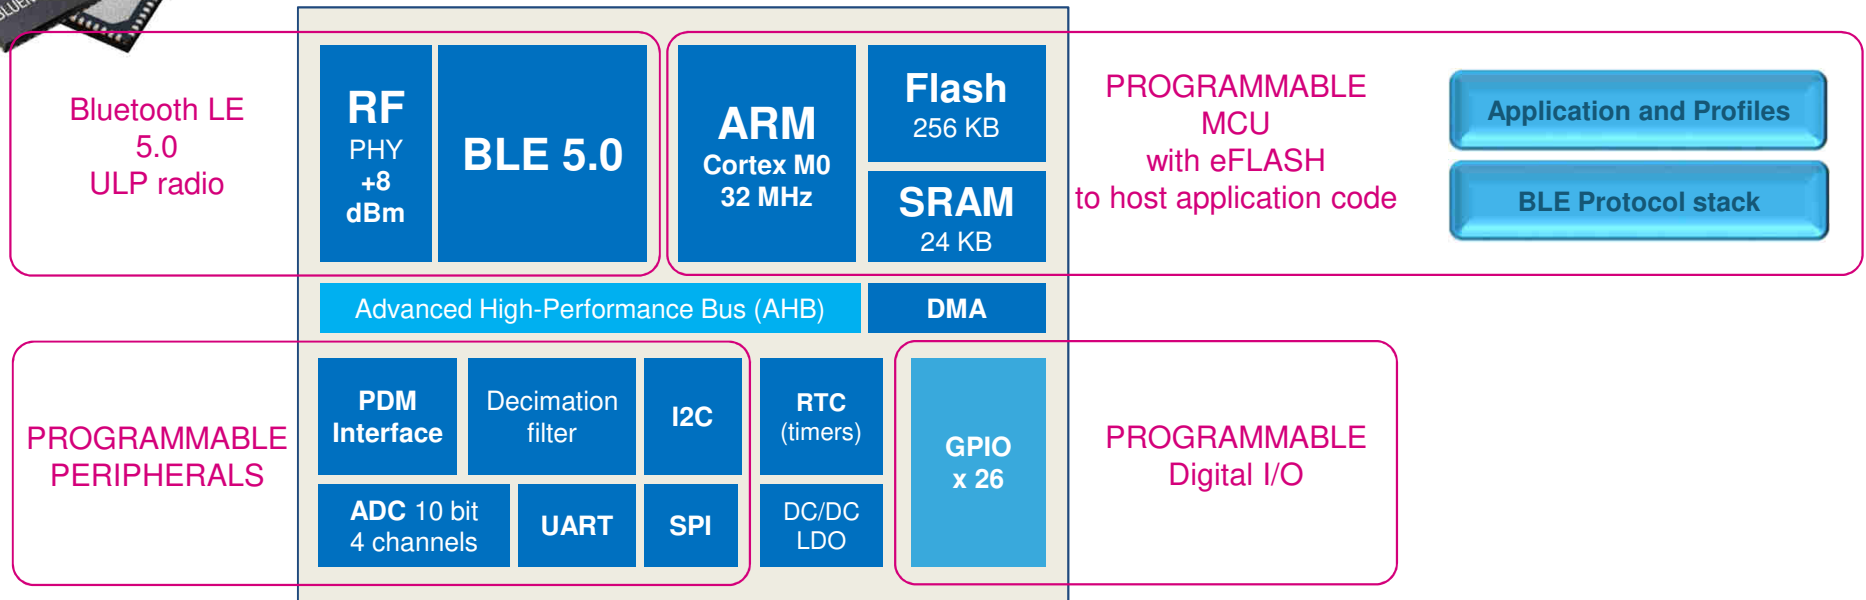 Bluetooth LE
5.0
ULP radio
RF
PHY
+8
dBm
BLE 5.0
ARM
Cortex M0
32 MHz
Flash
256 KB
SRAM
24 KB
PROGRAMMABLE
MCU
with eFLASH
to host application code
Application and Profiles
BLE Protocol stack
Advanced High-Performance Bus (AHB)
DMA
PROGRAMMABLE
PERIPHERALS
PDM
Interface
Decimation
filter
I2C
RTC
(timers)
ADC 10 bit
4 channels
UART
SPI
DC/DC
LDO
GPIO
x 26
PROGRAMMABLE
Digital I/O